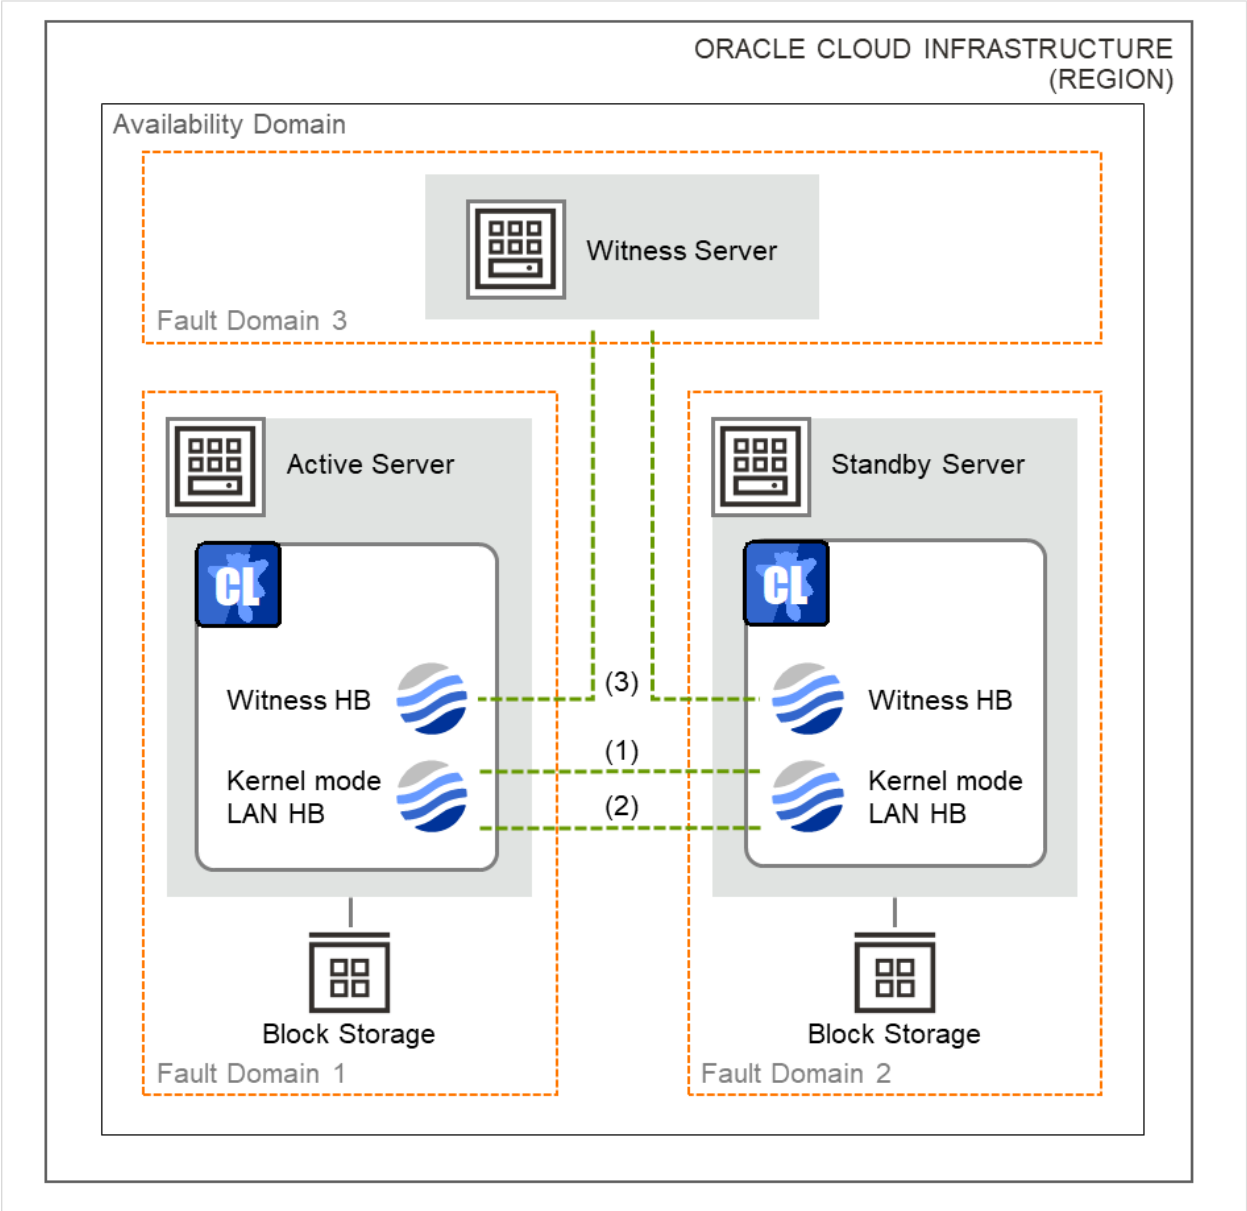 ORACLE CLOUD INFRASTRUCTURE
(REGION)
Availability Domain
Witness Server
Fault Domain 3
Active Server
Standby Server
CL
CL
Witness HB
(3)
Witness HB
(1)
Kernel mode
LAN HB
(2)
Kernel mode
LAN HB
Block Storage
Block Storage
Fault Domain 1
Fault Domain 2